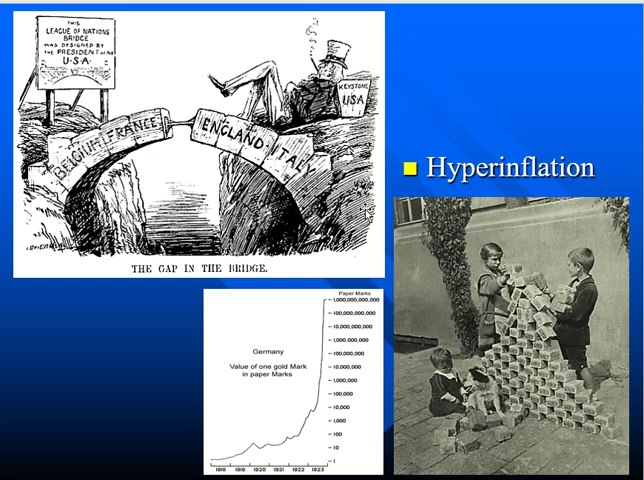 THIS
LEAGUE OF NATIONS
BRIDGE
WAS DESIGNED BY
THE PRESIDENT OF THE
U.S.A.
BELGIUM
FRANCE
ENGLAND
ITALY
KEYSTONE
USA
THE GAP IN THE BRIDGE.
Hyperinflation
Paper Marks
1,000,000,000,000
100,000,000,000
10,000,000,000
1,000,000,000
100,000,000
10,000,000
1,000,000
100,000
10,000
1,000
100
10
1
Germany
Value of one gold Mark
in paper Marks
1918 1919 1920 1921 1922 1923